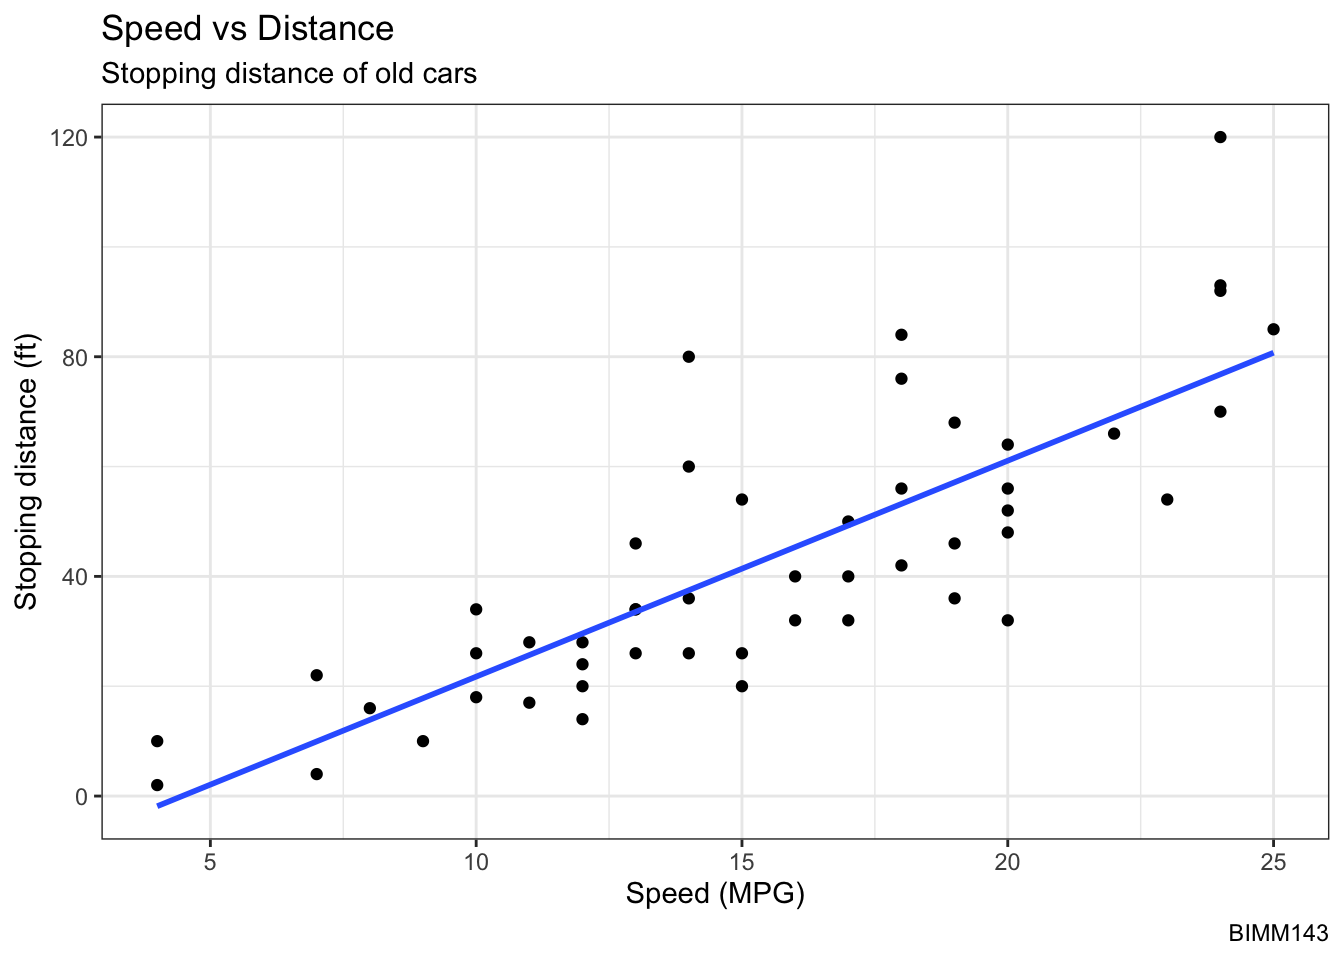 Speed vs Distance
Stopping distance of old cars
Stopping distance (ft)
120
80
40
0
5 10 15 20 25
Speed (MPG)
BIMM143